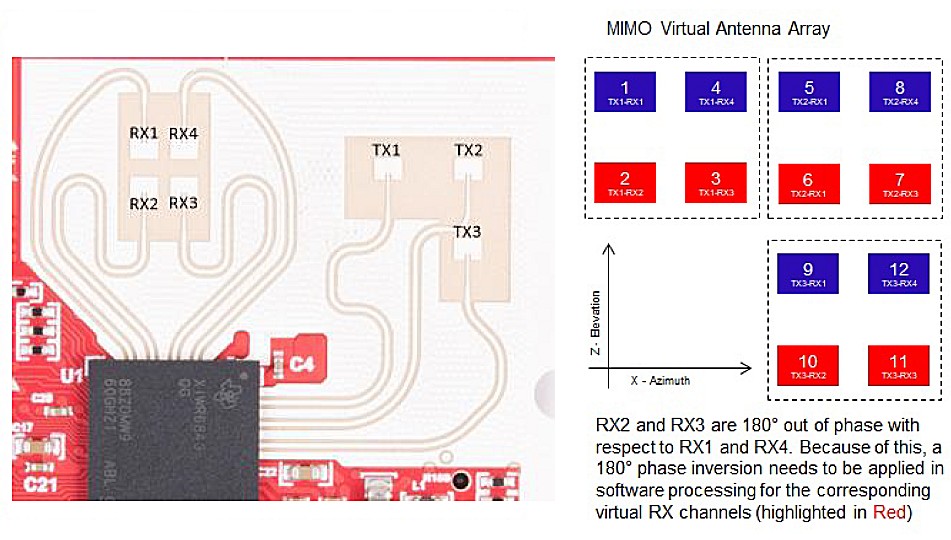 MIMO Virtual Antenna Array
RX1 RX4
RX2 RX3
TX1 TX2
TX3
U1
C4
XIWR684
QG
8BZOMW9
C21
C17
1
TX1-RX1
4
TX1-RX4
5
TX2-RX1
8
TX2-RX4
2
TX1-RX2
3
TX1-RX3
6
TX2-RX1
7
TX2-RX3
9
TX3-RX1
12
TX3-RX4
10
TX3-RX2
11
TX3-RX3
Z - Elevation
X - Azimuth
RX2 and RX3 are 180° out of phase with
respect to RX1 and RX4. Because of this, a
180° phase inversion needs to be applied in
software processing for the corresponding
virtual RX channels (highlighted in Red)